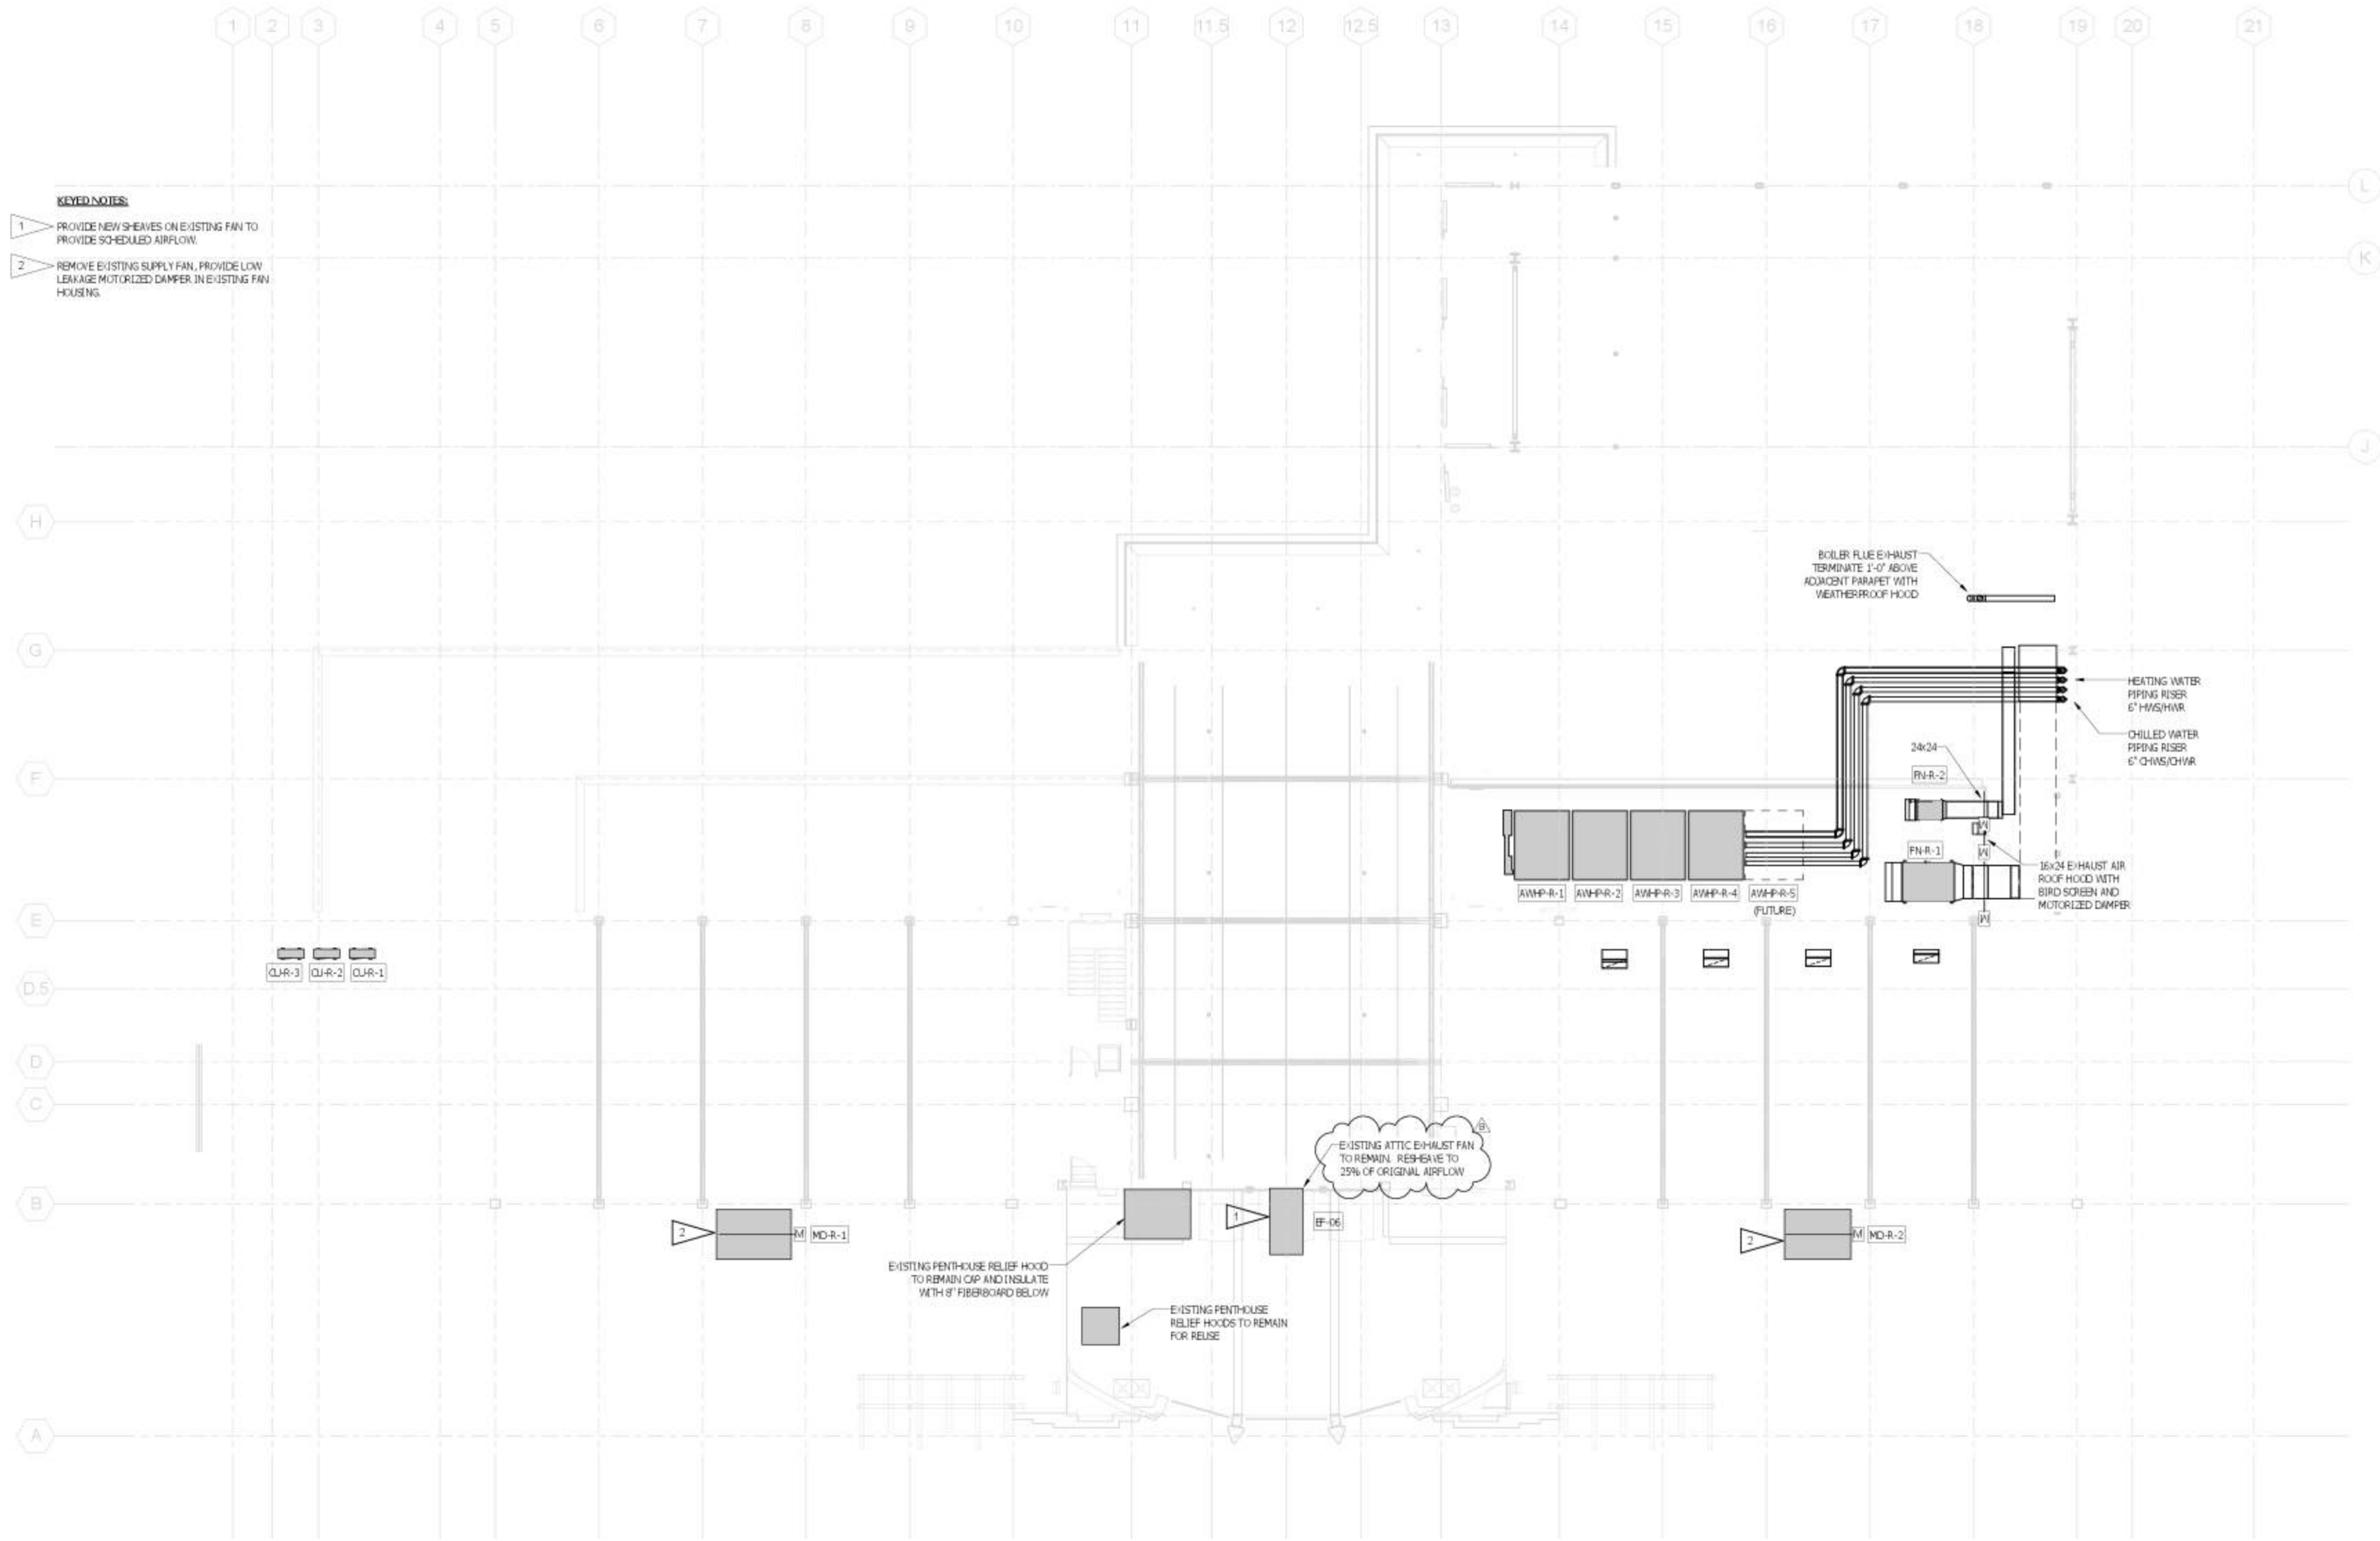 1 2 3 4 5 6 7 8 9 10 11 11.5 12 12.5 13 14 15 16 17 18 19 20 21
L
K
J
H
G
F
E
D.5
D
C
B
A
KEYED NOTES:
1 PROVIDE NEW SHEAVES ON EXISTING FAN TO
PROVIDE SCHEDULED AIRFLOW.
2 REMOVE EXISTING SUPPLY FAN, PROVIDE LOW
LEAKAGE MOTORIZED DAMPER IN EXISTING FAN
HOUSING.
BOILER FLUE EXHAUST
TERMINATE 1'-0" ABOVE
ADJACENT PARAPET WITH
WEATHERPROOF HOOD
HEATING WATER
PIPING RISER
6" HWS/HWR
CHILLED WATER
PIPING RISER
6" CHWS/CHWR
24x24
FN-R-2
M
M
FN-R-1
16x24 EXHAUST AIR
ROOF HOOD WITH
BIRD SCREEN AND
MOTORIZED DAMPER
M
AWHP-R-1 AWHP-R-2 AWHP-R-3 AWHP-R-4 AWHP-R-5
(FUTURE)
CU-R-3 CU-R-2 CU-R-1
EXISTING ATTIC EXHAUST FAN
TO REMAIN. RESHEAVE TO
25% OF ORIGINAL AIRFLOW
1
EF-06
2
M MD-R-1
2
M MD-R-2
EXISTING PENTHOUSE RELIEF HOOD
TO REMAIN CAP AND INSULATE
WITH 8" FIBERBOARD BELOW
EXISTING PENTHOUSE
RELIEF HOODS TO REMAIN
FOR REUSE